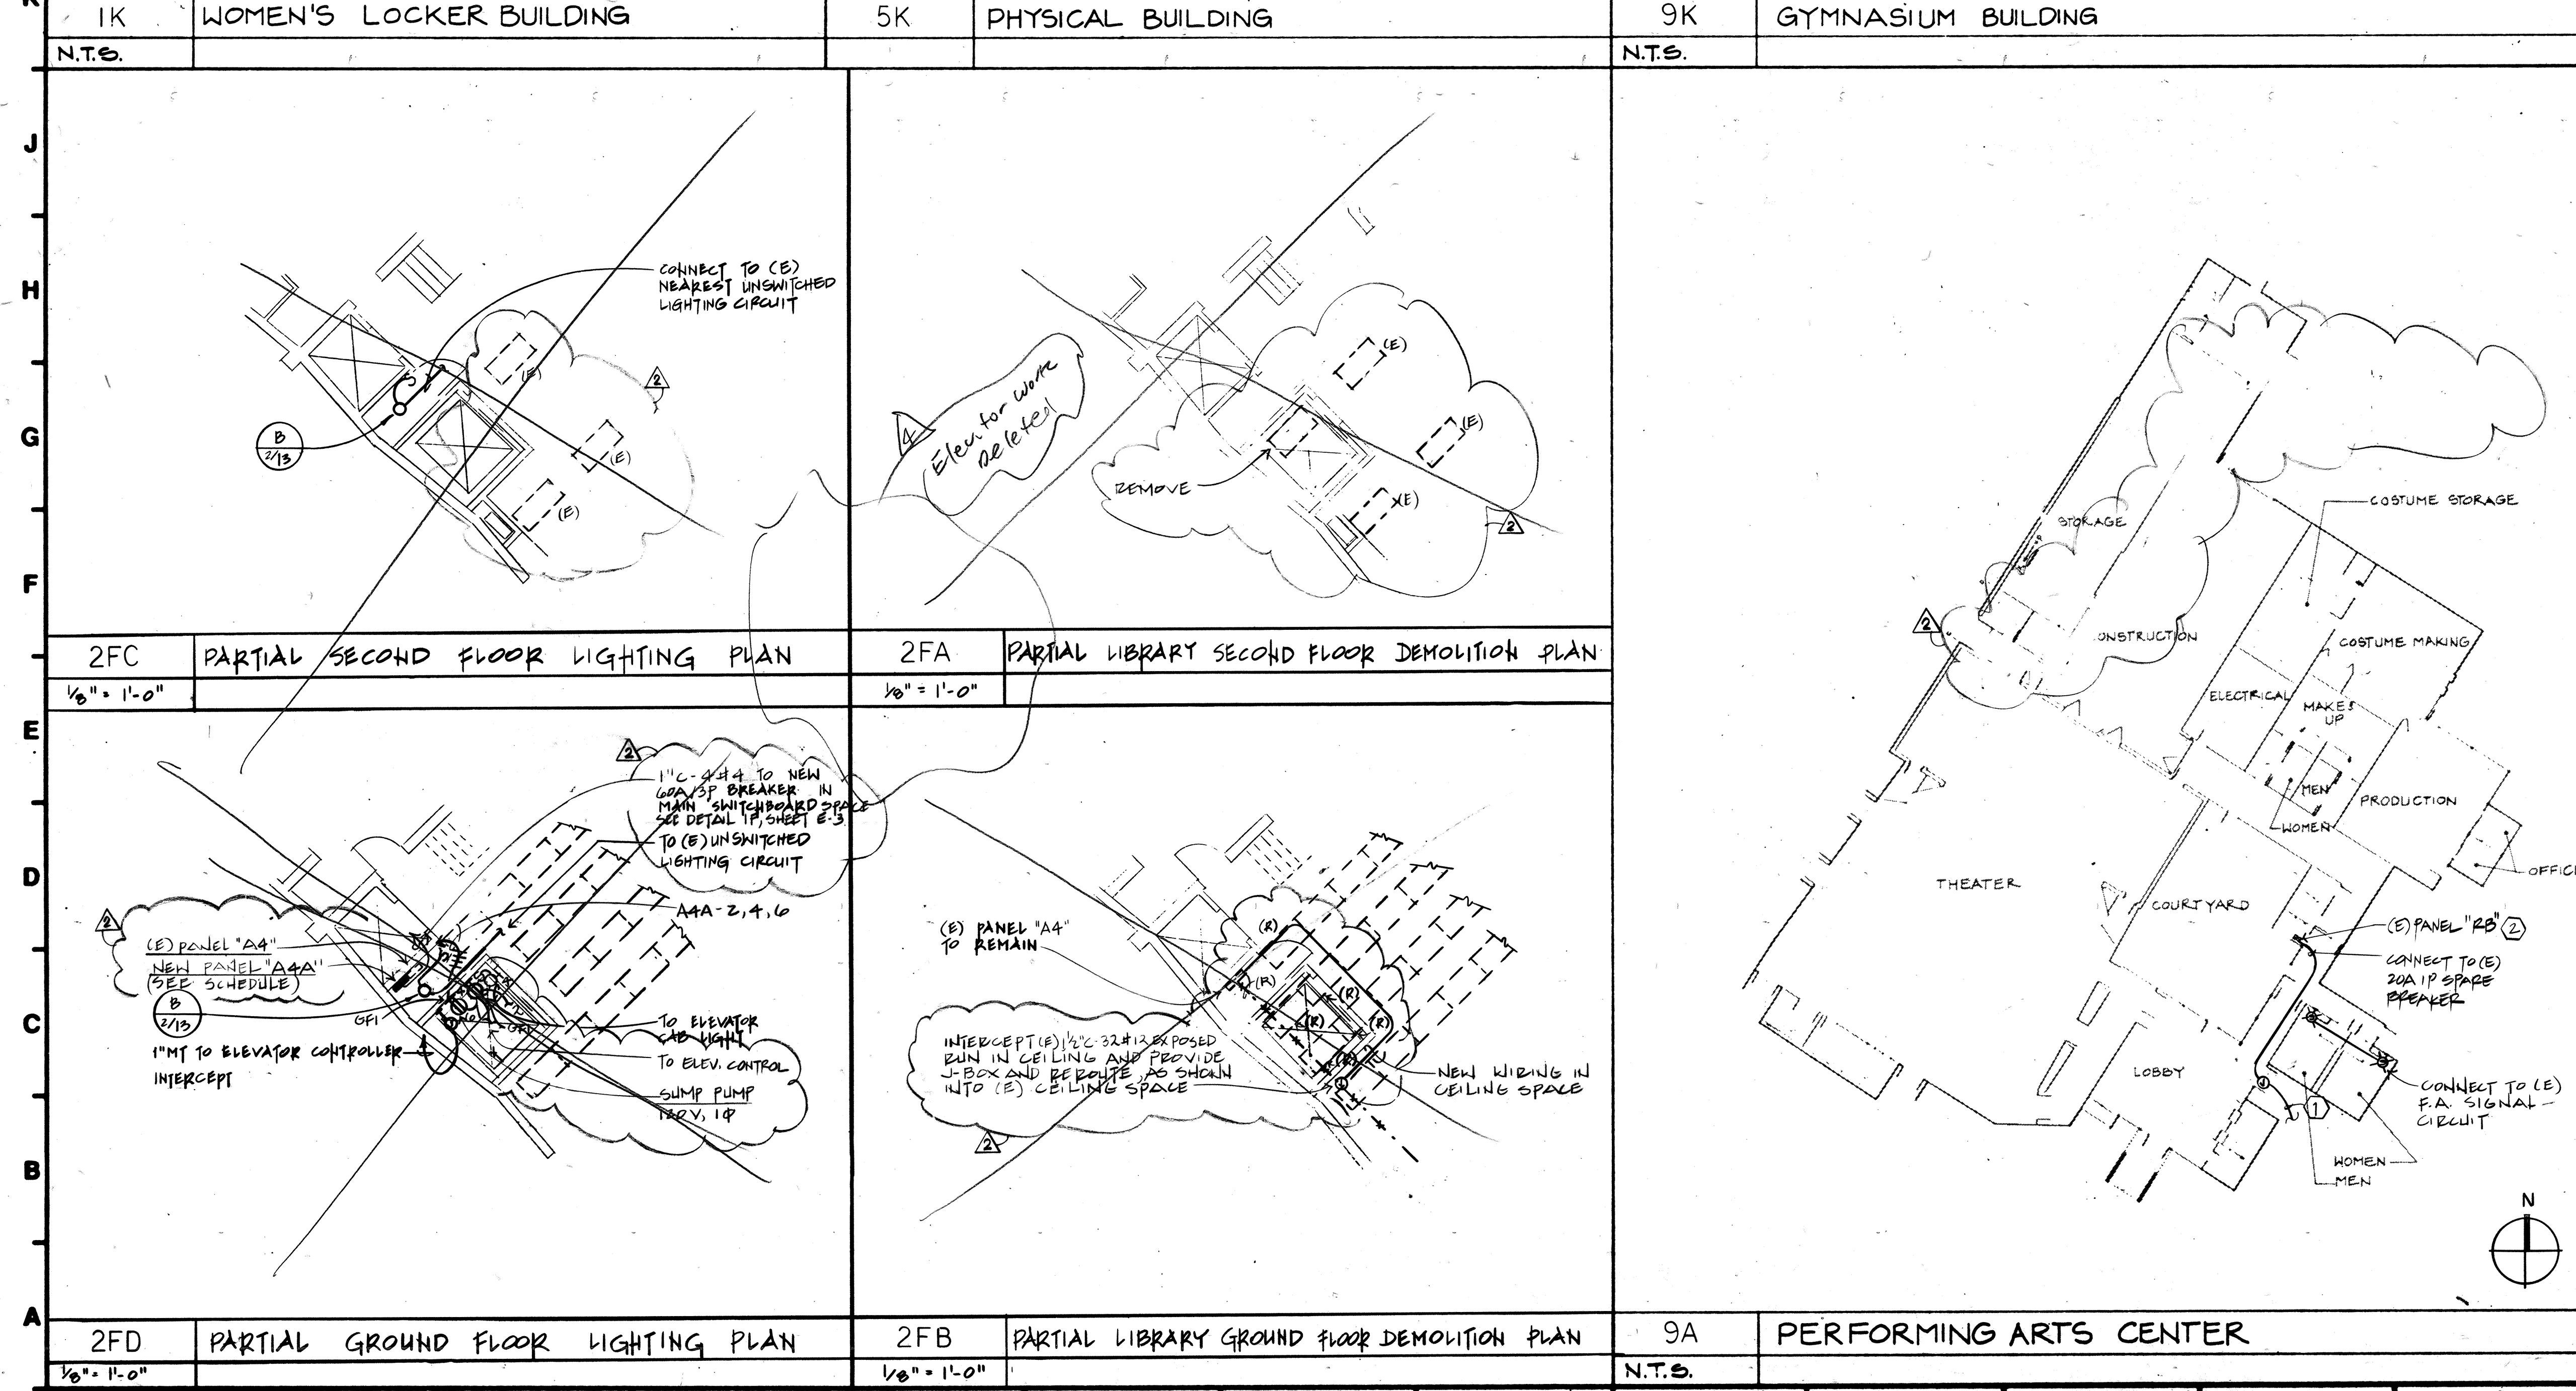 K
1K WOMEN'S LOCKER BUILDING
N.T.S.
5K PHYSICAL BUILDING
9K GYMNASIUM BUILDING
N.T.S.
J
H
G
F
E
D
C
B
A
CONNECT TO (E)
NEAREST UNSWITCHED
LIGHTING CIRCUIT
(E)
(E)
(E)
2
S
B
2/13
2FC PARTIAL SECOND FLOOR LIGHTING PLAN
1/8" = 1'-0"
4
Elevator work
Deleted
REMOVE
(E)
(E)
(E)
2
2FA PARTIAL LIBRARY SECOND FLOOR DEMOLITION PLAN
1/8" = 1'-0"
2
1"C-4#4 TO NEW
60A/3P BREAKER IN
MAIN SWITCHBOARD SPACE
SEE DETAIL 1P, SHEET E-3
TO (E) UNSWITCHED
LIGHTING CIRCUIT
A4A-2,4,6
2
(E) PANEL "A4"
NEW PANEL "A4A"
(SEE SCHEDULE)
B
2/13
GFI
GFI
1"MT TO ELEVATOR CONTROLLER
INTERCEPT
TO ELEVATOR
CAB LIGHT
TO ELEV. CONTROL
SUMP PUMP
120V, 1φ
2FD PARTIAL GROUND FLOOR LIGHTING PLAN
1/8" = 1'-0"
(E) PANEL "A4"
TO REMAIN
(R)
(R)
(R)
(R)
(R)
(R)
INTERCEPT (E) 1½"C-32#12 EXPOSED
RUN IN CEILING AND PROVIDE
J-BOX AND REROUTE AS SHOWN
INTO (E) CEILING SPACE
2
NEW WIRING IN
CEILING SPACE
2FB PARTIAL LIBRARY GROUND FLOOR DEMOLITION PLAN
1/8" = 1'-0"
COSTUME STORAGE
STORAGE
2
ONSTRUCTION
COSTUME MAKING
ELECTRICAL
MAKE
UP
MEN
PRODUCTION
WOMEN
OFFIC
THEATER
COURTYARD
(E) PANEL "RB" 2
CONNECT TO (E)
20A 1P SPARE
BREAKER
LOBBY
CONNECT TO (E)
F.A. SIGNAL
CIRCUIT
1
WOMEN
MEN
N
9A PERFORMING ARTS CENTER
N.T.S.